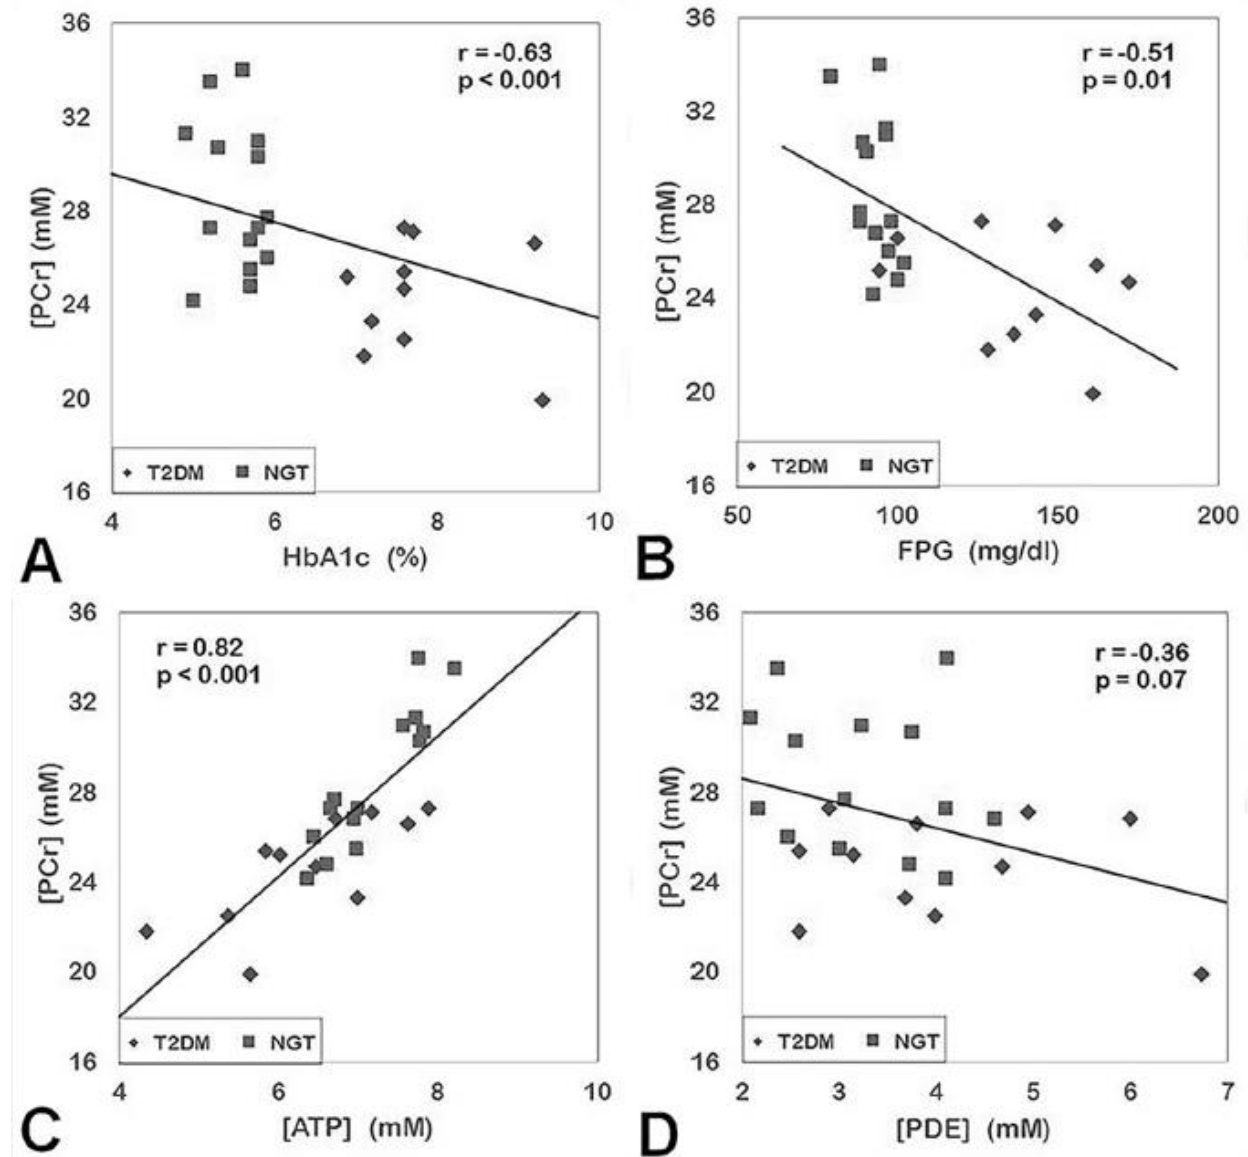 36
32
28
24
20
16
[PCr] (mM)
r = -0.63
p < 0.001
T2DM NGT
4 6 8 10
HbA1c (%)
A
36
32
28
24
20
16
[PCr] (mM)
r = -0.51
p = 0.01
T2DM NGT
50 100 150 200
FPG (mg/dl)
B
36
32
28
24
20
16
[PCr] (mM)
r = 0.82
p < 0.001
T2DM NGT
4 6 8 10
[ATP] (mM)
C
36
32
28
24
20
16
[PCr] (mM)
r = -0.36
p = 0.07
T2DM NGT
2 3 4 5 6 7
[PDE] (mM)
D